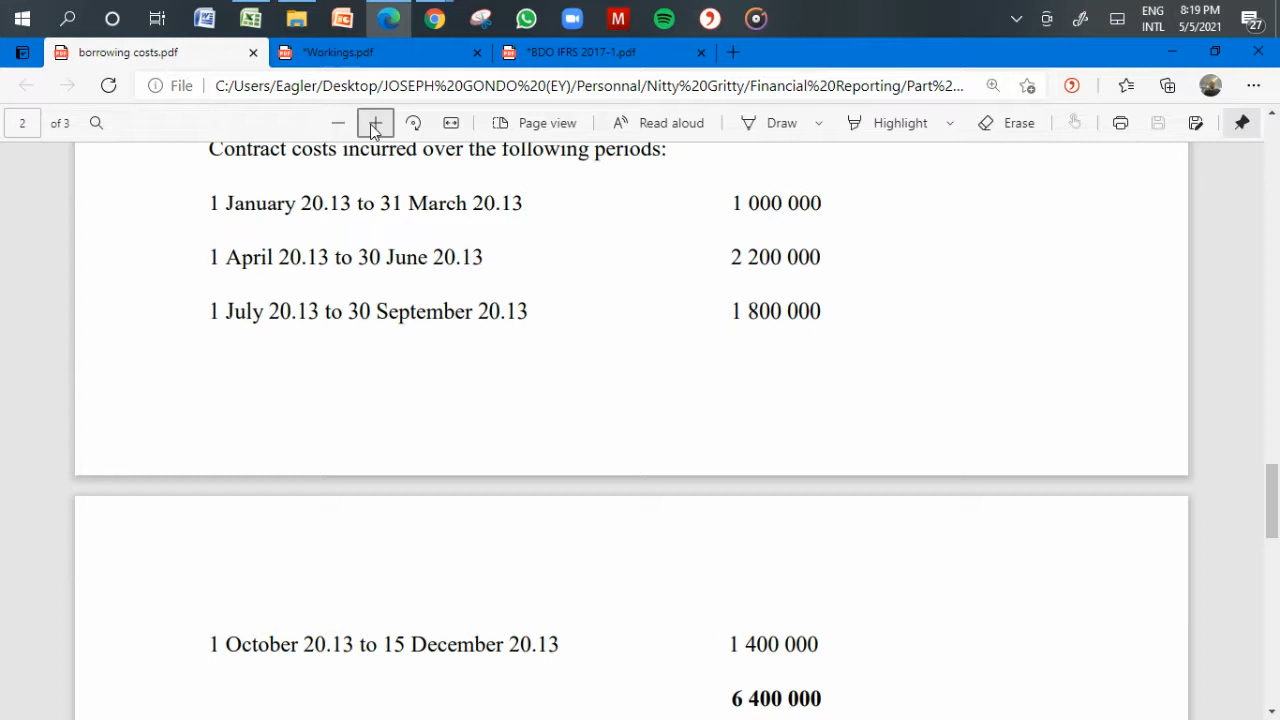 8:19 PM
ENG
INTL
5/5/2021
27
borrowing costs.pdf
*Workings.pdf
*BDO IFRS 2017-1.pdf
File
C:/Users/Eagler/Desktop/JOSEPH%20GONDO%20(EY)/Personnal/Nitty%20Gritty/Financial%20Reporting/Part%2...
2 of 3
Page view
Read aloud
Draw
Highlight
Erase
Contract costs incurred over the following periods:
1 January 20.13 to 31 March 20.13 1 000 000
1 April 20.13 to 30 June 20.13 2 200 000
1 July 20.13 to 30 September 20.13 1 800 000
1 October 20.13 to 15 December 20.13 1 400 000
6 400 000